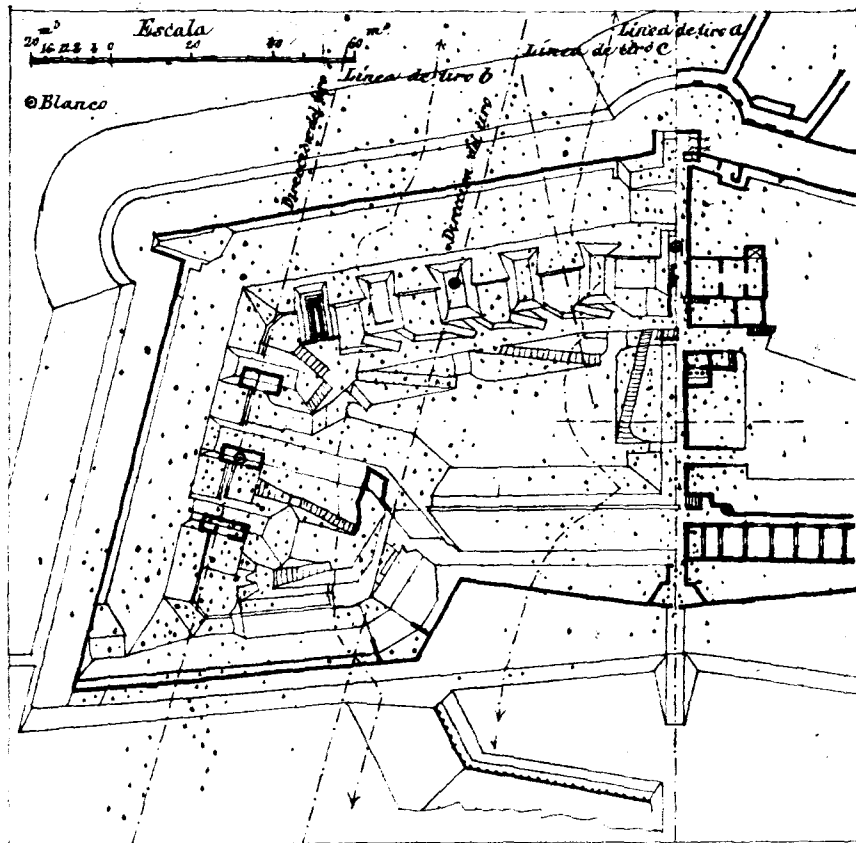 Escala
20 16 12 8 4 0 20 40 60 m.ˢ
Línea de tiro a
Línea de tiro c
Línea de tiro b
Blanco
Dirección del tiro
Dirección del tiro